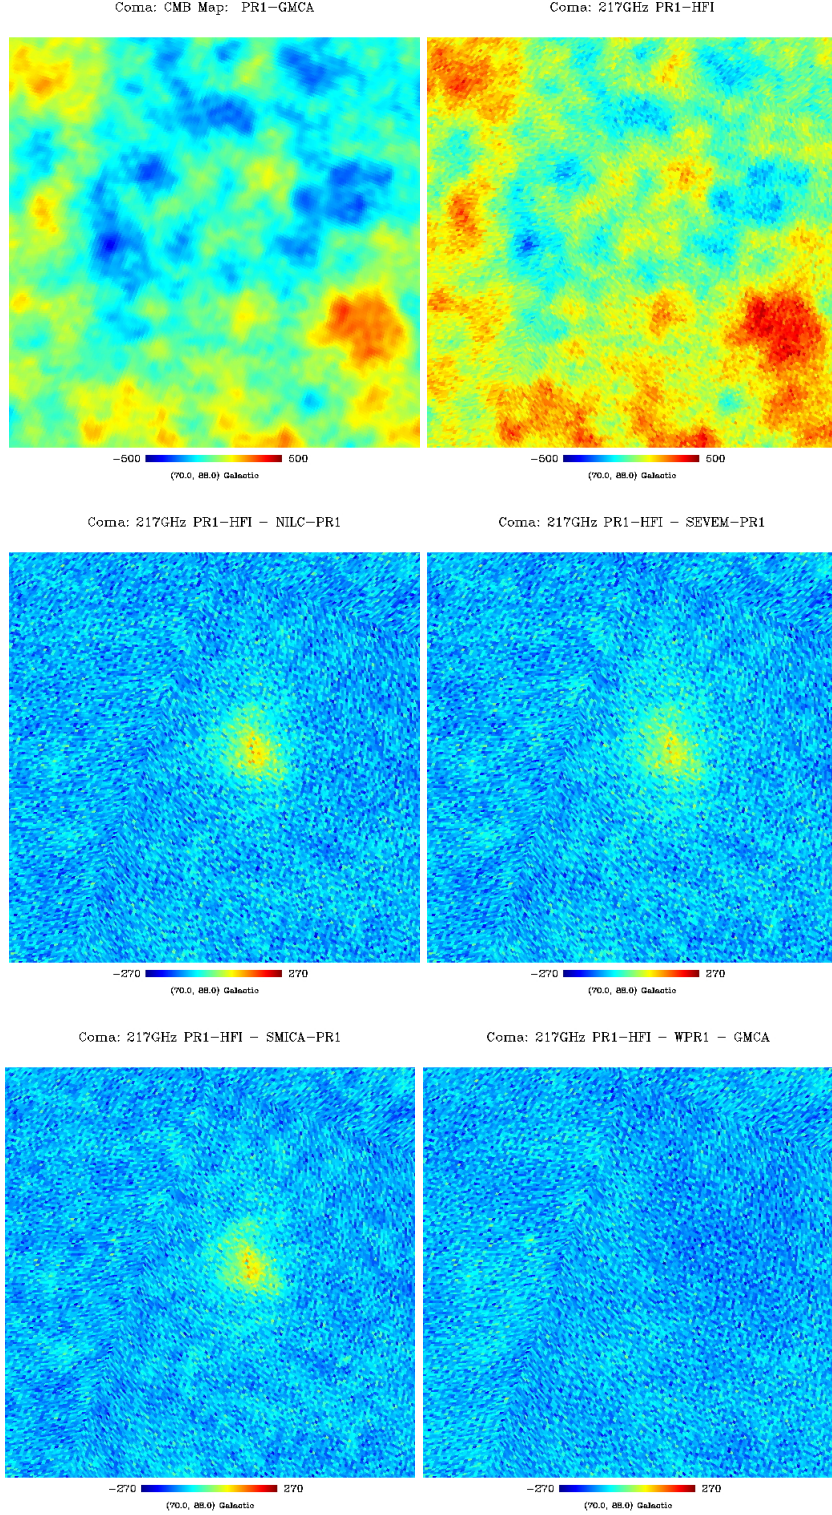 Coma: CMB Map: PR1-GMCA
Coma: 217GHz PR1-HFI
-500 500
(70.0, 88.0) Galactic
-500 500
(70.0, 88.0) Galactic
Coma: 217GHz PR1-HFI - NILC-PR1
Coma: 217GHz PR1-HFI - SEVEM-PR1
-270 270
(70.0, 88.0) Galactic
-270 270
(70.0, 88.0) Galactic
Coma: 217GHz PR1-HFI - SMICA-PR1
Coma: 217GHz PR1-HFI - WPR1 - GMCA
-270 270
(70.0, 88.0) Galactic
-270 270
(70.0, 88.0) Galactic